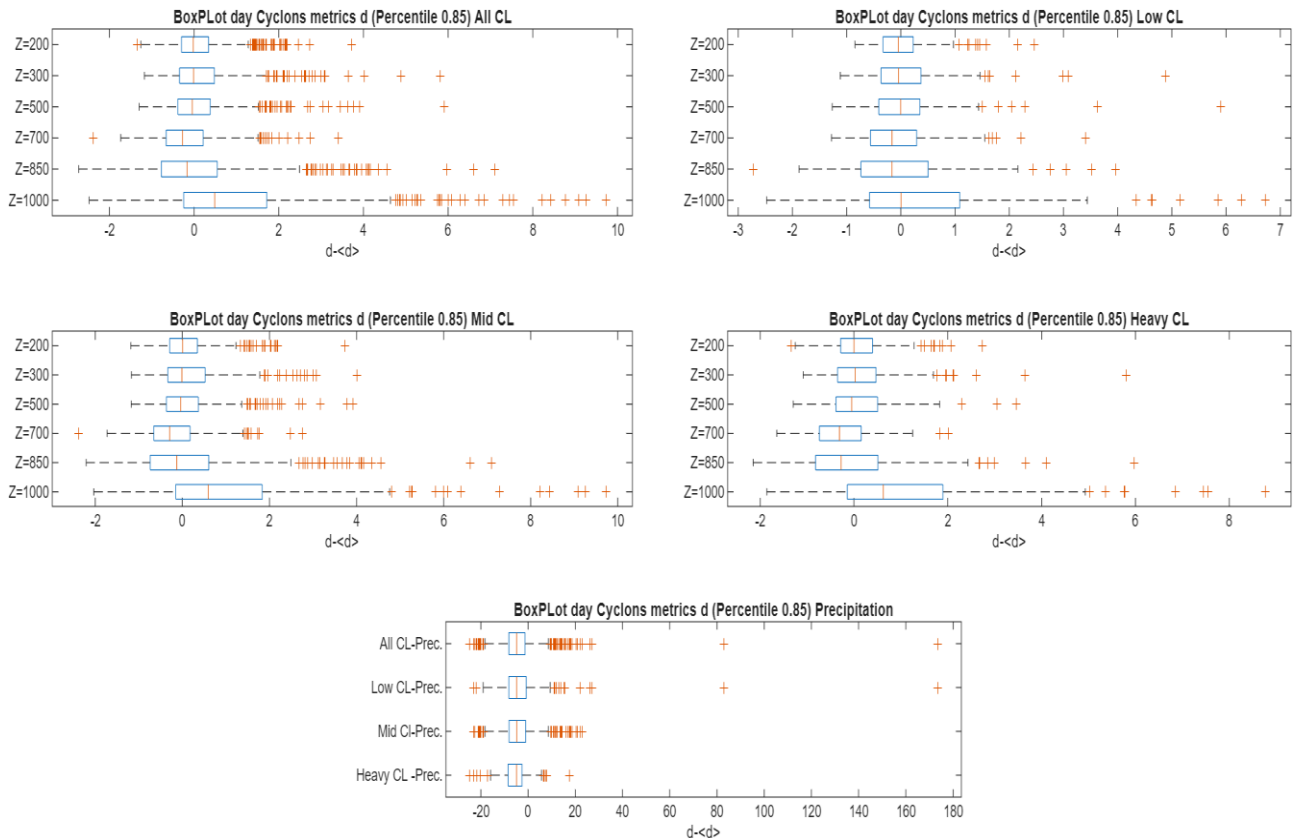 BoxPLot day Cyclons metrics d (Percentile 0.85) All CL
Z=200
Z=300
Z=500
Z=700
Z=850
Z=1000
-2 0 2 4 6 8 10
d-<d>
BoxPLot day Cyclons metrics d (Percentile 0.85) Low CL
Z=200
Z=300
Z=500
Z=700
Z=850
Z=1000
-3 -2 -1 0 1 2 3 4 5 6 7
d-<d>
BoxPLot day Cyclons metrics d (Percentile 0.85) Mid CL
Z=200
Z=300
Z=500
Z=700
Z=850
Z=1000
-2 0 2 4 6 8 10
d-<d>
BoxPLot day Cyclons metrics d (Percentile 0.85) Heavy CL
Z=200
Z=300
Z=500
Z=700
Z=850
Z=1000
-2 0 2 4 6 8
d-<d>
BoxPLot day Cyclons metrics d (Percentile 0.85) Precipitation
All CL-Prec.
Low CL-Prec.
Mid Cl-Prec.
Heavy CL -Prec.
-20 0 20 40 60 80 100 120 140 160 180
d-<d>